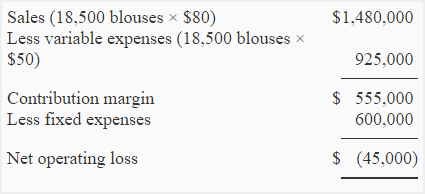 Sales (18,500 blouses × $80) $1,480,000
Less variable expenses (18,500 blouses ×
$50) 925,000
Contribution margin $ 555,000
Less fixed expenses 600,000
Net operating loss $ (45,000)